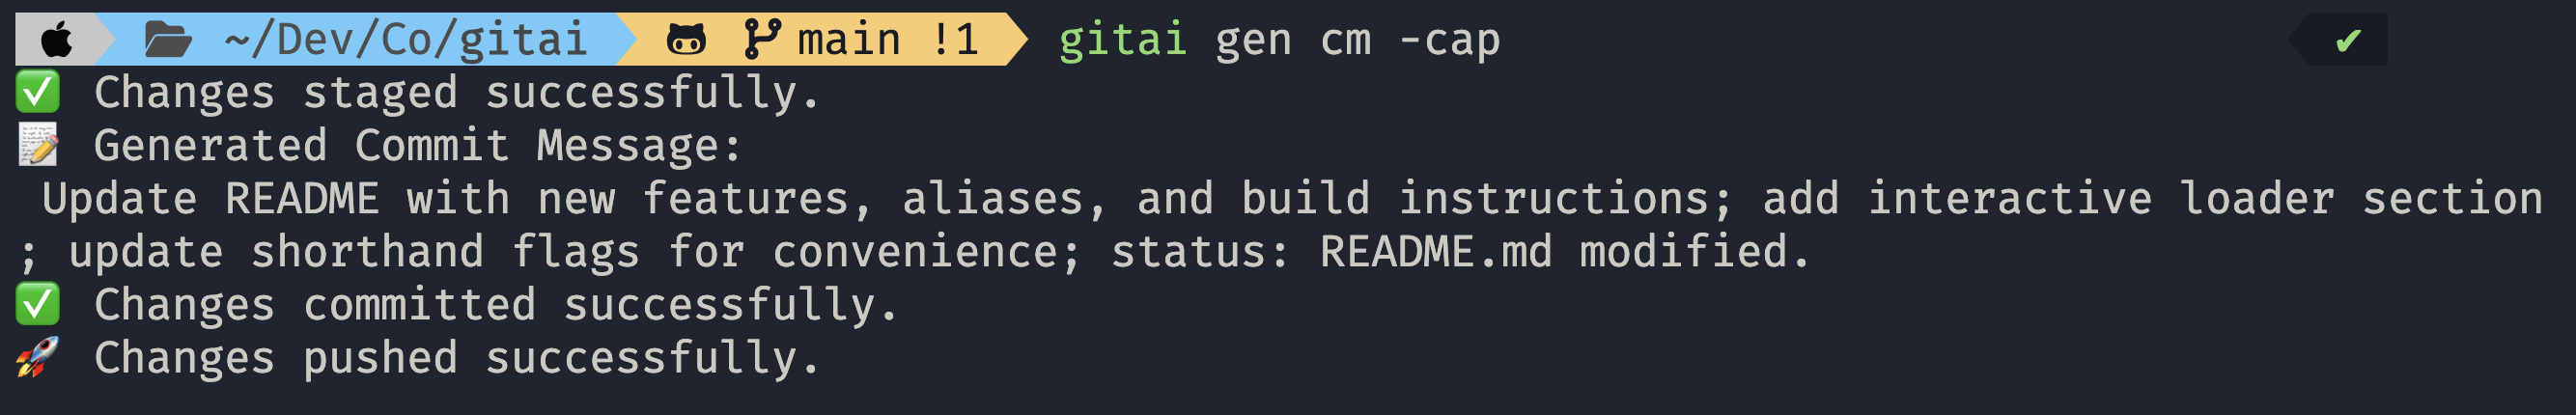 ~/Dev/Co/gitai main !1 gitai gen cm -cap ✔
✅ Changes staged successfully.
📝 Generated Commit Message:
Update README with new features, aliases, and build instructions; add interactive loader section
; update shorthand flags for convenience; status: README.md modified.
✅ Changes committed successfully.
🚀 Changes pushed successfully.